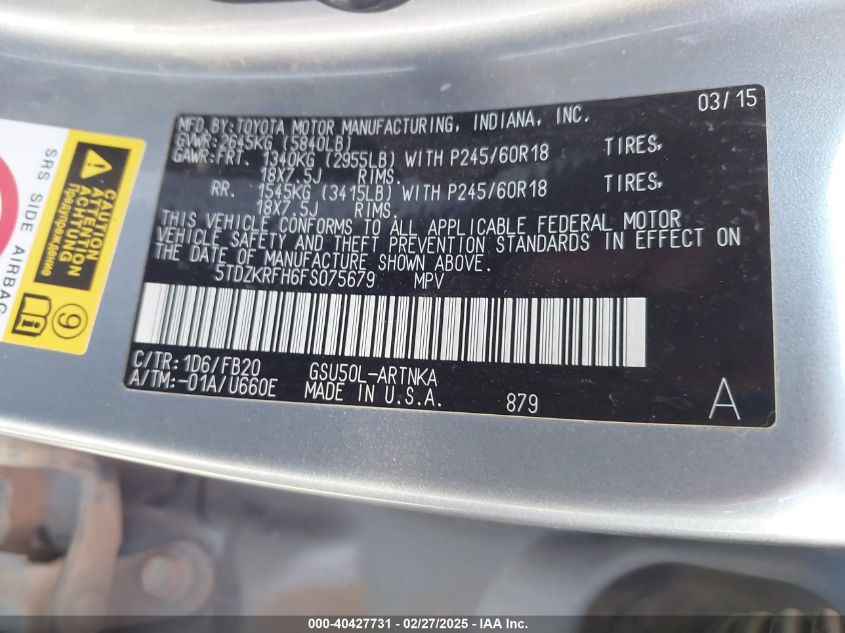 MFD. BY:TOYOTA MOTOR MANUFACTURING, INDIANA, INC. 03/15
GVWR: 2645KG (5840LB)
GAWR:FRT. 1340KG (2955LB) WITH P245/60R18 TIRES,
18X7.5J RIMS.
RR. 1545KG (3415LB) WITH P245/60R18 TIRES,
18X7.5J RIMS.
THIS VEHICLE CONFORMS TO ALL APPLICABLE FEDERAL MOTOR
VEHICLE SAFETY AND THEFT PREVENTION STANDARDS IN EFFECT ON
THE DATE OF MANUFACTURE SHOWN ABOVE.
5TDZKRFH6FS075679 MPV
C/TR: 1D6/FB20 GSU50L-ARTNKA
A/TM:-01A/U660E MADE IN U.S.A. 879 A
SRS SIDE AIRBAG
CAUTION
ACHTUNG
ATTENTION
Предупреждение
9
000-40427731 - 02/27/2025 - IAA Inc.